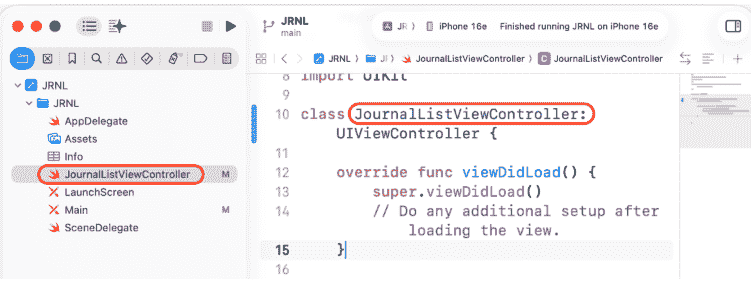 JRNL
main
JR
iPhone 16e
Finished running JRNL on iPhone 16e
JRNL
JRNL
AppDelegate
Assets
Info
JournalListViewController
M
LaunchScreen
Main
M
SceneDelegate
JRNL
JournalListViewController
C
JournalListViewController
8
import UIKit
9
10
class JournalListViewController:
UIViewController {
11
12
override func viewDidLoad() {
13
super.viewDidLoad()
14
// Do any additional setup after
loading the view.
15
}
16